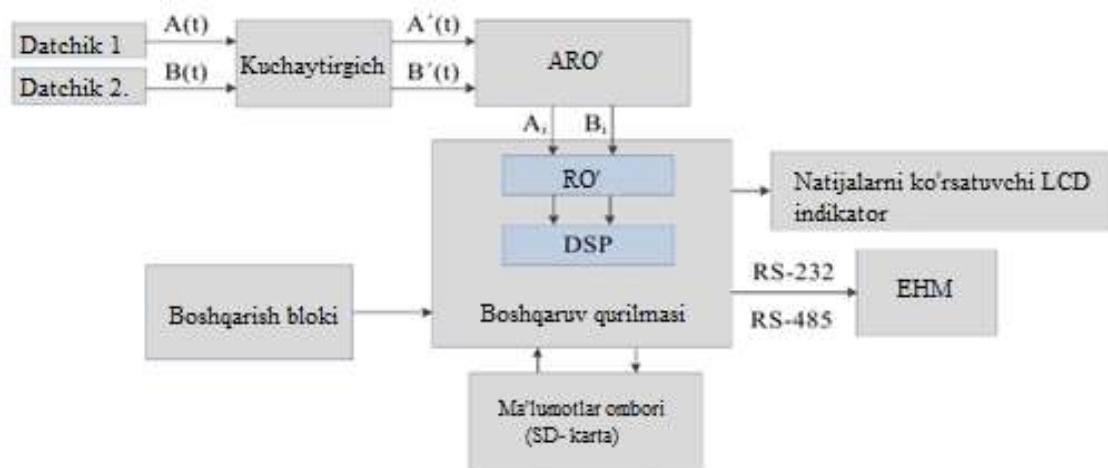 Datchik 1
A(t)
Kuchaytirgich
A´(t)
ARO'
Datchik 2.
B(t)
B´(t)
Aᵢ
Bᵢ
RO'
DSP
Natijalarni ko'rsatuvchi LCD
indikator
Boshqarish bloki
Boshqaruv qurilmasi
RS-232
RS-485
EHM
Ma'lumotlar ombori
(SD- karta)